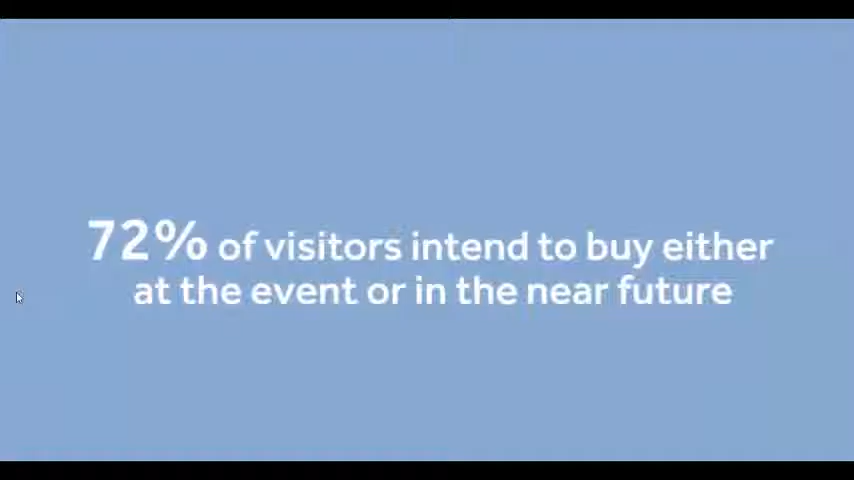 72% of visitors intend to buy either
at the event or in the near future